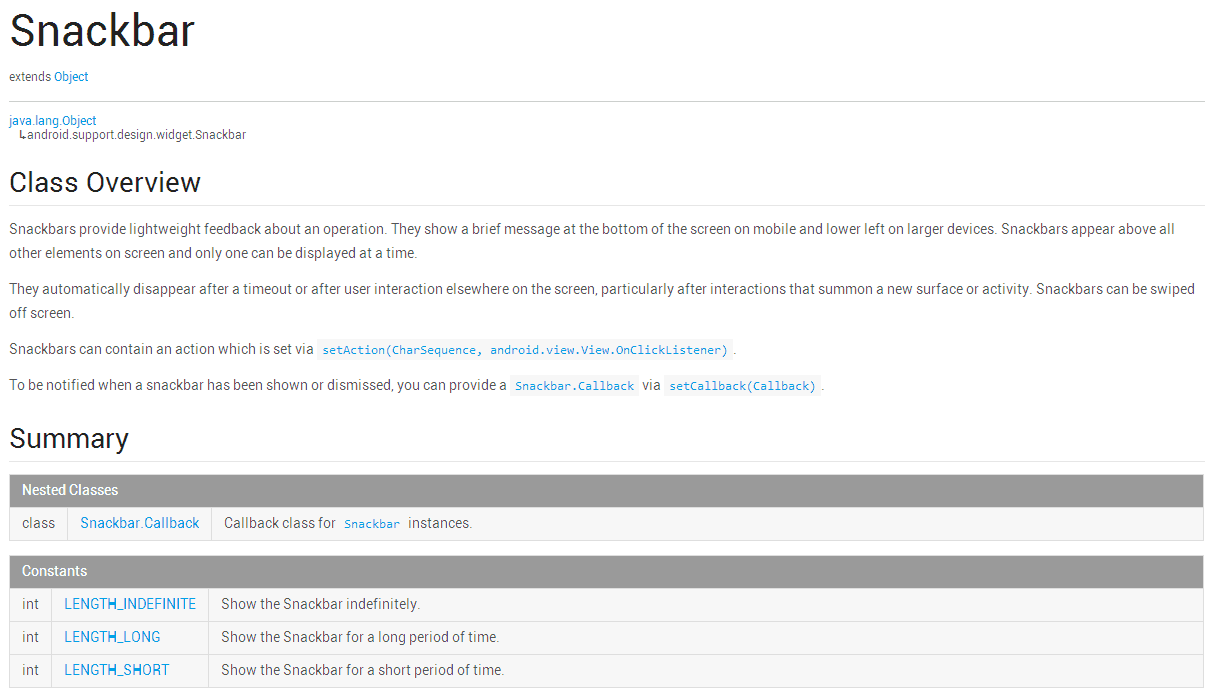 Snackbar
extends Object
java.lang.Object
↳android.support.design.widget.Snackbar
Class Overview
Snackbars provide lightweight feedback about an operation. They show a brief message at the bottom of the screen on mobile and lower left on larger devices. Snackbars appear above all
other elements on screen and only one can be displayed at a time.
They automatically disappear after a timeout or after user interaction elsewhere on the screen, particularly after interactions that summon a new surface or activity. Snackbars can be swiped
off screen.
Snackbars can contain an action which is set via setAction(CharSequence, android.view.View.OnClickListener).
To be notified when a snackbar has been shown or dismissed, you can provide a Snackbar.Callback via setCallback(Callback).
Summary
Nested Classes
class Snackbar.Callback Callback class for Snackbar instances.
Constants
int LENGTH_INDEFINITE Show the Snackbar indefinitely.
int LENGTH_LONG Show the Snackbar for a long period of time.
int LENGTH_SHORT Show the Snackbar for a short period of time.